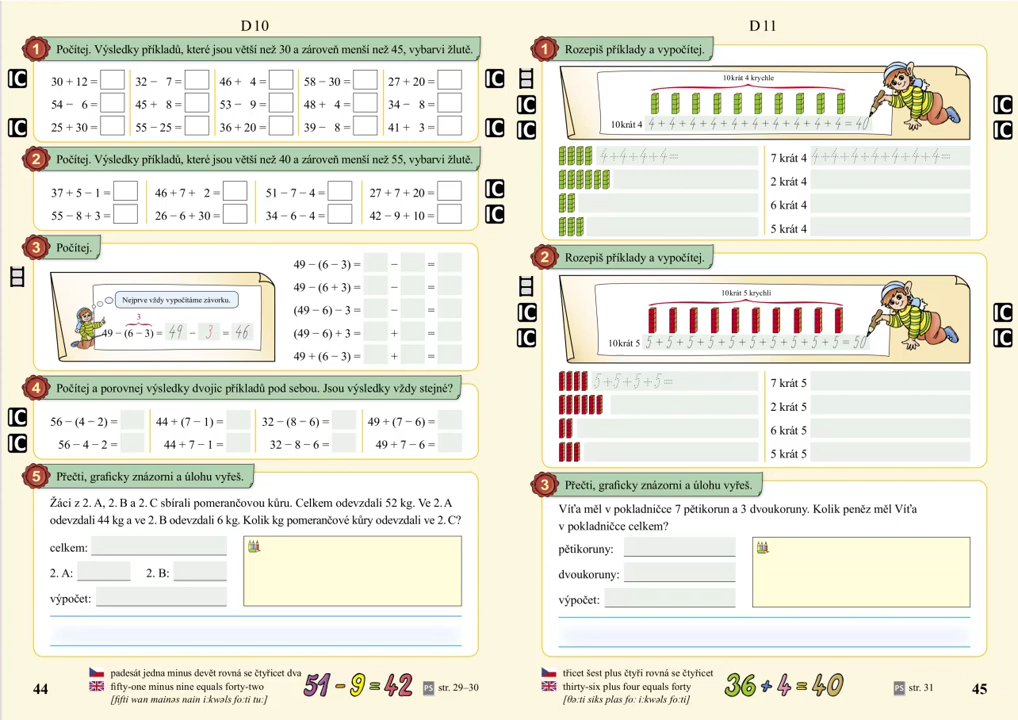 D 10
1 Počítej. Výsledky příkladů, které jsou větší než 30 a zároveň menší než 45, vybarvi žlutě.
30 + 12 = 32 − 7 = 46 + 4 = 58 − 30 = 27 + 20 =
54 − 6 = 45 + 8 = 53 − 9 = 48 + 4 = 34 − 8 =
25 + 30 = 55 − 25 = 36 + 20 = 39 − 8 = 41 + 3 =
2 Počítej. Výsledky příkladů, které jsou větší než 40 a zároveň menší než 55, vybarvi žlutě.
37 + 5 − 1 = 46 + 7 + 2 = 51 − 7 − 4 = 27 + 7 + 20 =
55 − 8 + 3 = 26 − 6 + 30 = 34 − 6 − 4 = 42 − 9 + 10 =
3 Počítej.
Nejprve vždy vypočítáme závorku.
3
49 − (6 − 3) = 49 − 3 = 46
49 − (6 − 3) = − =
49 − (6 + 3) = − =
(49 − 6) − 3 = − =
(49 − 6) + 3 = + =
49 + (6 − 3) = + =
4 Počítej a porovnej výsledky dvojic příkladů pod sebou. Jsou výsledky vždy stejné?
56 − (4 − 2) = 44 + (7 − 1) = 32 − (8 − 6) = 49 + (7 − 6) =
56 − 4 − 2 = 44 + 7 − 1 = 32 − 8 − 6 = 49 + 7 − 6 =
5 Přečti, graficky znázorni a úlohu vyřeš.
Žáci z 2. A, 2. B a 2. C sbírali pomerančovou kůru. Celkem odevzdali 52 kg. Ve 2. A
odevzdali 44 kg a ve 2. B odevzdali 6 kg. Kolik kg pomerančové kůry odevzdali ve 2. C?
celkem:
2. A: 2. B:
výpočet:
44
padesát jedna minus devět rovná se čtyřicet dva
fifty-one minus nine equals forty-two
[fifti wan mainəs nain i:kwəls fo:ti tu:]
51 − 9 = 42
PS str. 29–30
D 11
1 Rozepiš příklady a vypočítej.
10krát 4 krychle
10krát 4 4 + 4 + 4 + 4 + 4 + 4 + 4 + 4 + 4 + 4 = 40
4+4+4+4= 7 krát 4 4+4+4+4+4+4+4=
2 krát 4
6 krát 4
5 krát 4
2 Rozepiš příklady a vypočítej.
10krát 5 krychlí
10krát 5 5 + 5 + 5 + 5 + 5 + 5 + 5 + 5 + 5 + 5 = 50
5+5+5+5= 7 krát 5
2 krát 5
6 krát 5
5 krát 5
3 Přečti, graficky znázorni a úlohu vyřeš.
Víťa měl v pokladničce 7 pětikorun a 3 dvoukoruny. Kolik peněz měl Víťa
v pokladničce celkem?
pětikoruny:
dvoukoruny:
výpočet:
třicet šest plus čtyři rovná se čtyřicet
thirty-six plus four equals forty
[θə:ti siks plas fo: i:kwəls fo:ti]
36 + 4 = 40
PS str. 31
45